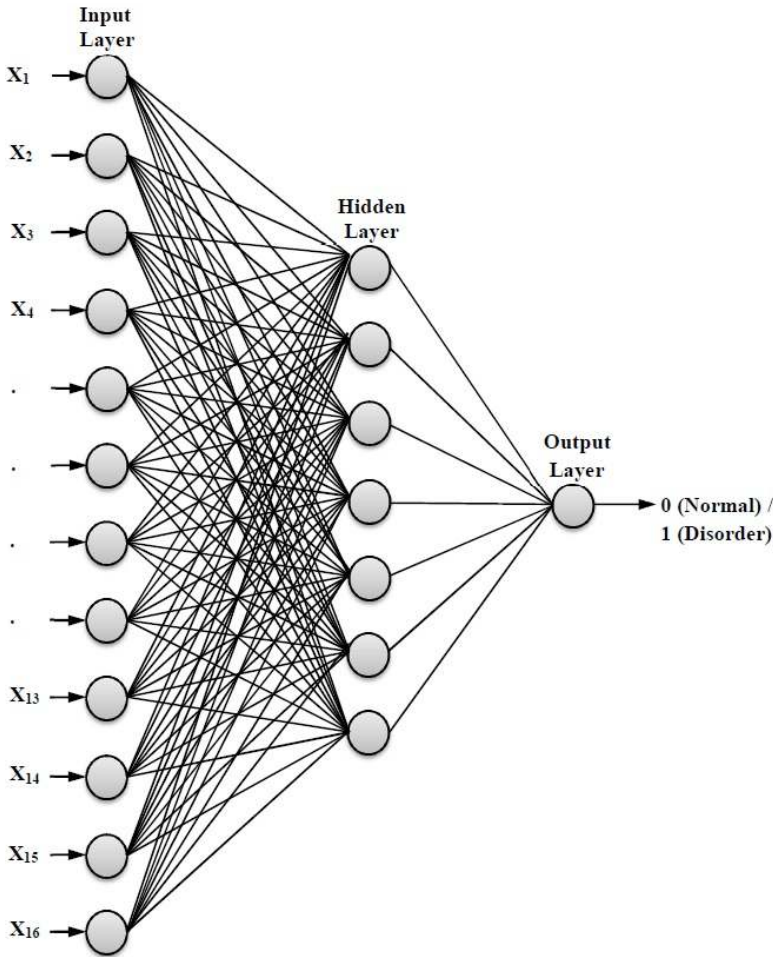 Input
Layer
X₁
X₂
X₃
X₄
.
.
.
.
X₁₃
X₁₄
X₁₅
X₁₆
Hidden
Layer
Output
Layer
0 (Normal) /
1 (Disorder)